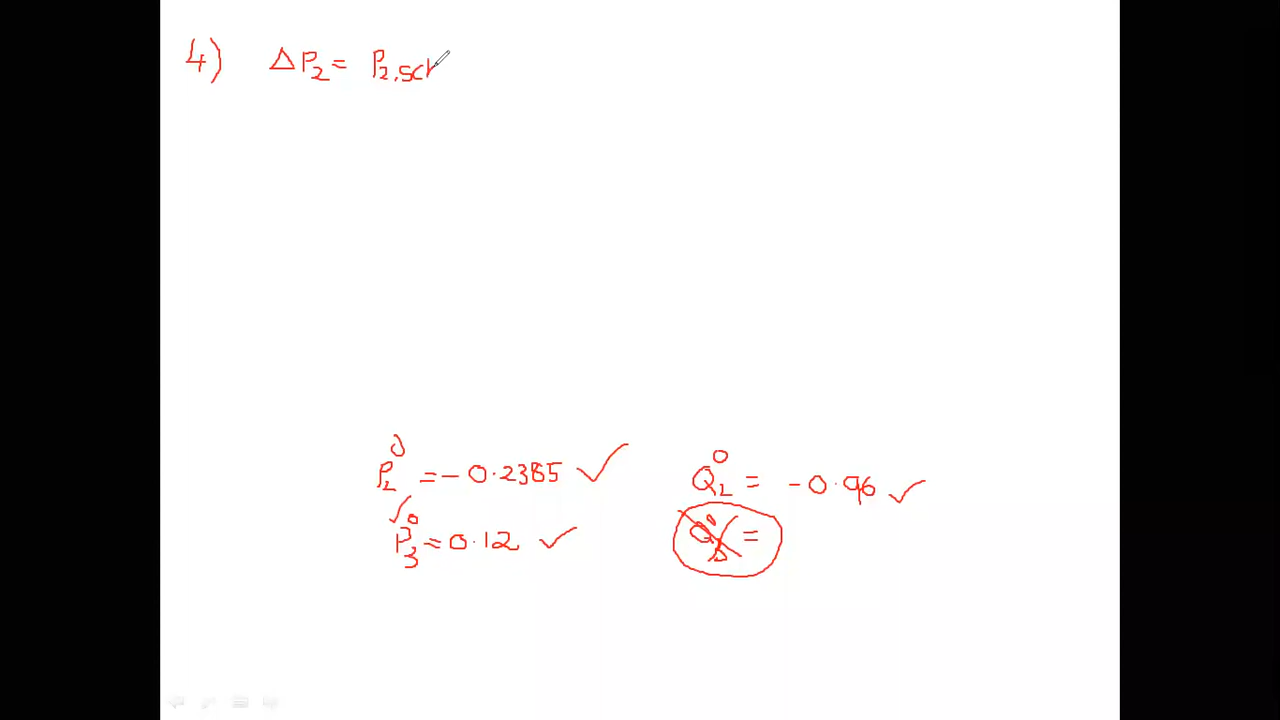 4) ΔP₂ = P₂,sch
P₂⁰ = - 0.2385 ✓ Q₂⁰ = - 0.96 ✓
✓
P₃⁰ = 0.12 ✓ =